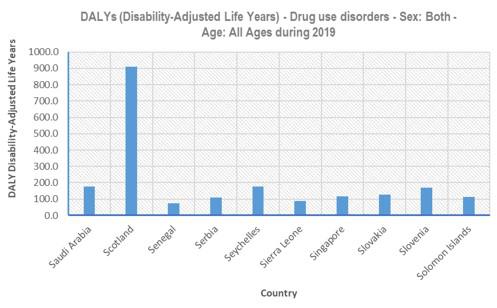 DALYs (Disability-Adjusted Life Years) - Drug use disorders - Sex: Both -
Age: All Ages during 2019
DALY Disability-Adjusted Life Years
1000.0
900.0
800.0
700.0
600.0
500.0
400.0
300.0
200.0
100.0
0.0
Saudi Arabia
Scotland
Senegal
Serbia
Seychelles
Sierra Leone
Singapore
Slovakia
Slovenia
Solomon Islands
Country